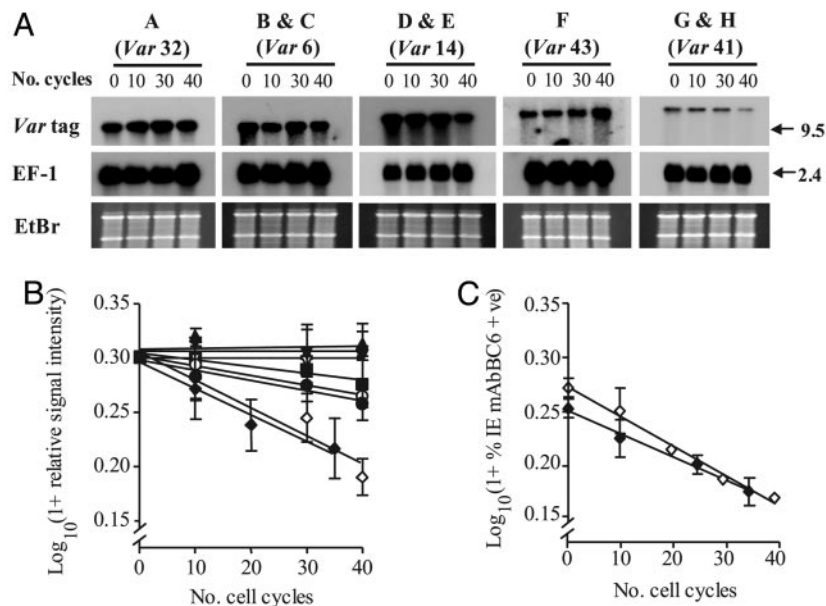 A
A B & C D & E F G & H
(Var 32) (Var 6) (Var 14) (Var 43) (Var 41)
No. cycles 0 10 30 40 0 10 30 40 0 10 30 40 0 10 30 40 0 10 30 40
Var tag
9.5
EF-1
2.4
EtBr
B
Log10(1+ relative signal intensity)
0.35
0.30
0.25
0.20
0.15
0 10 20 30 40
No. cell cycles
C
Log10(1+ % IE mAbBC6 +ve)
0.35
0.30
0.25
0.20
0.15
0 10 20 30 40
No. cell cycles